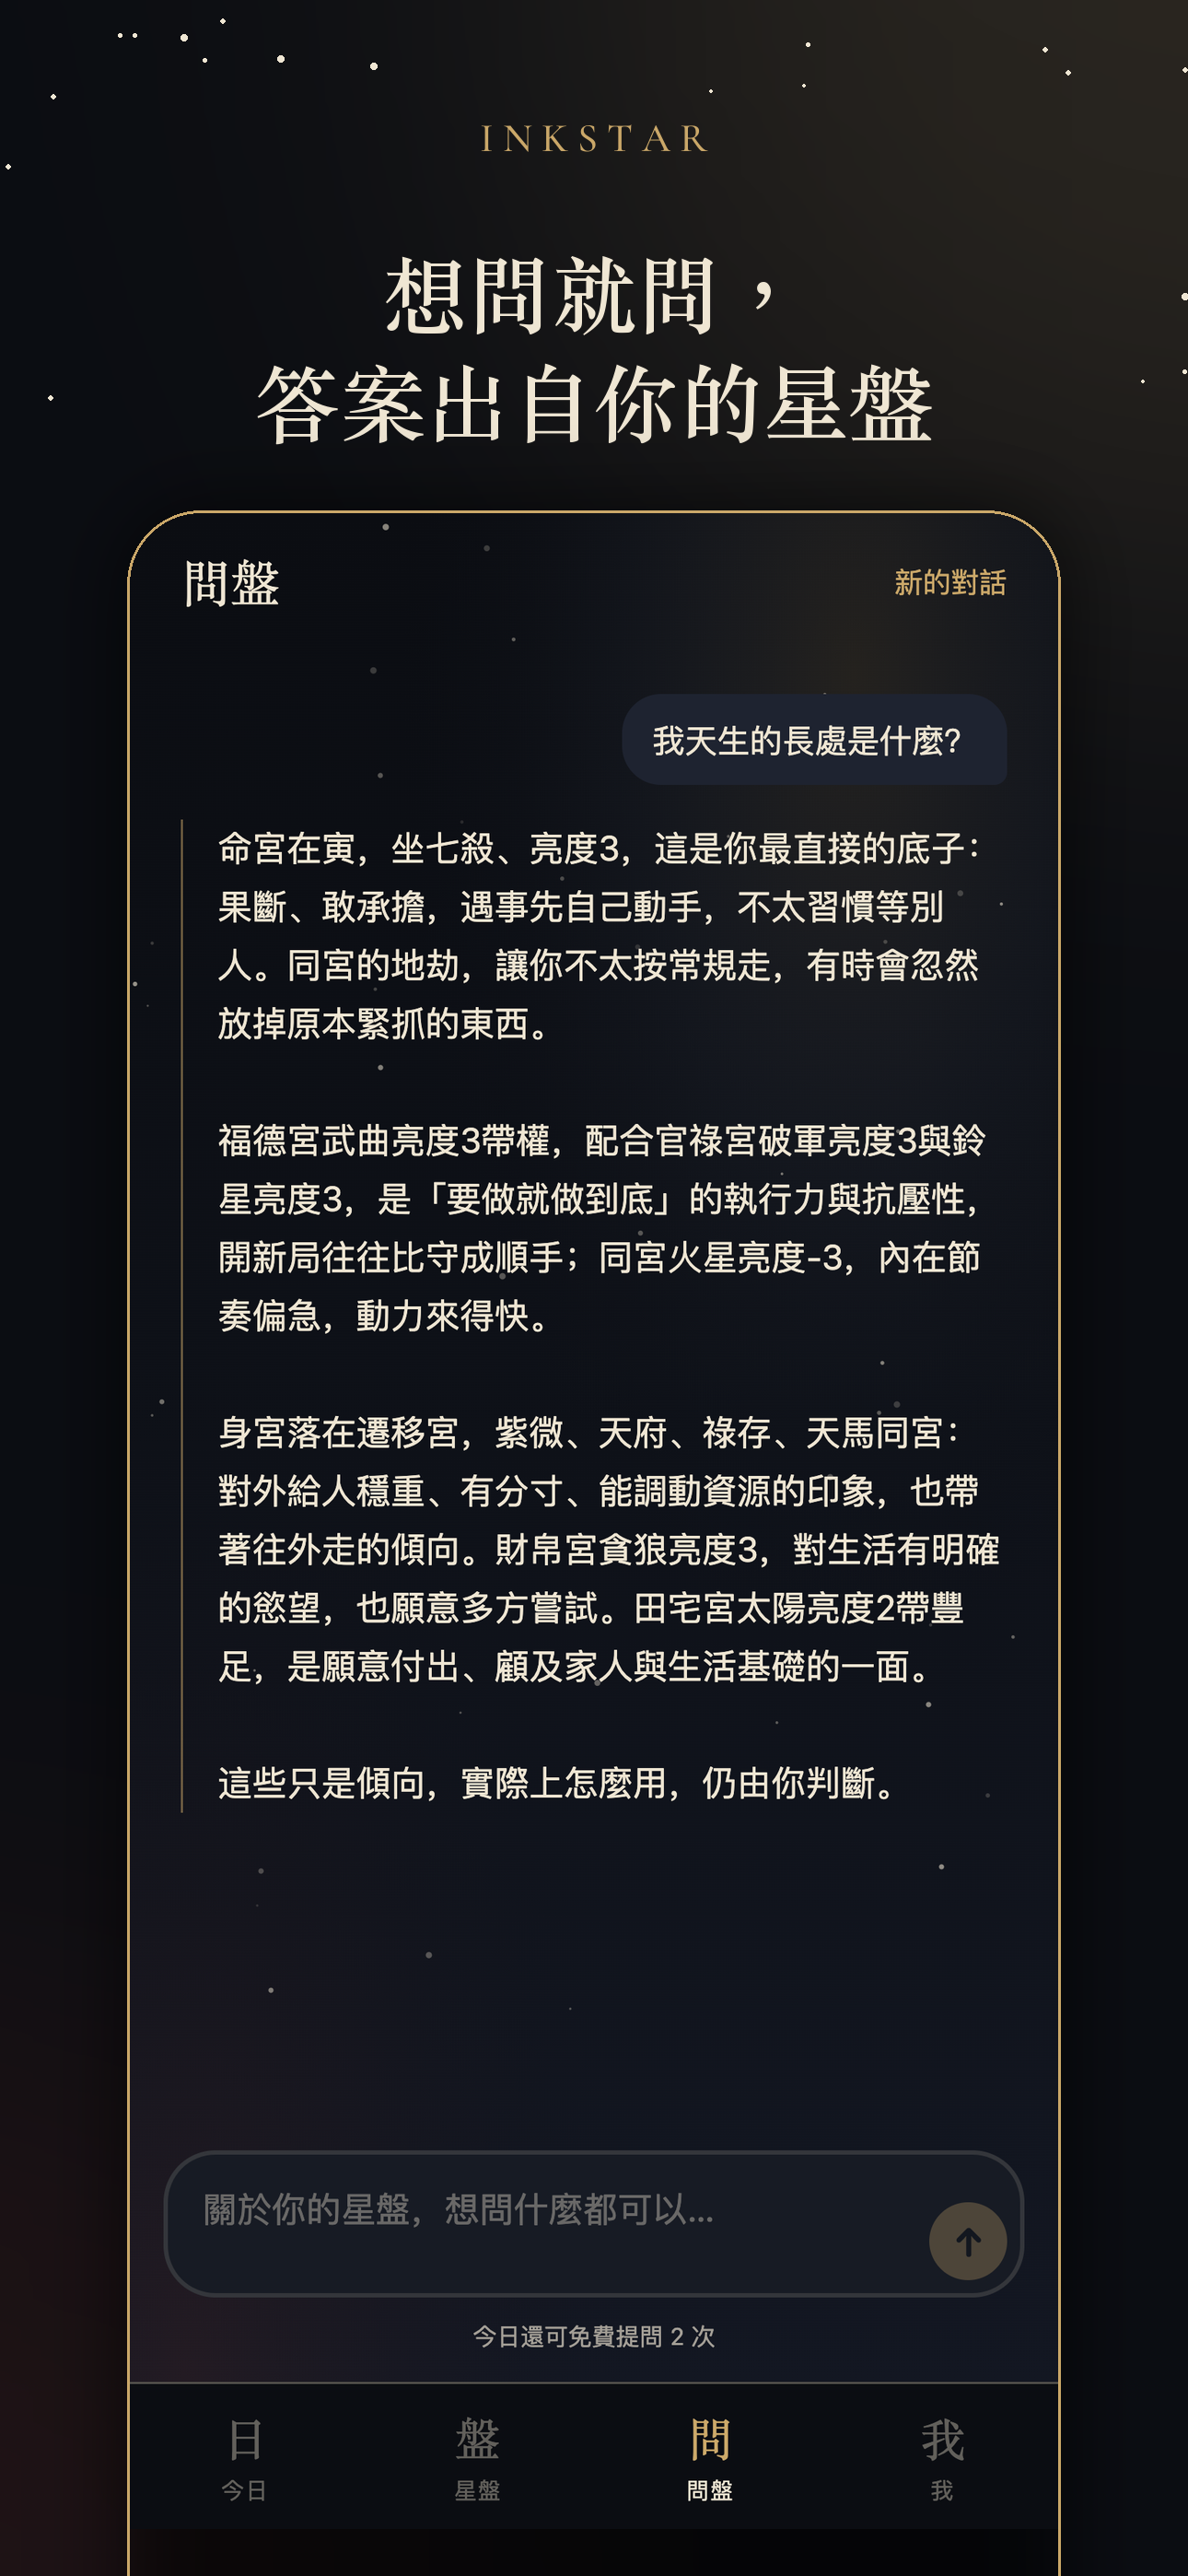 INKSTAR
想問就問，
答案出自你的星盤
問盤
新的對話
我天生的長處是什麼?
命宮在寅，坐七殺、亮度3，這是你最直接的底子：
果斷、敢承擔，遇事先自己動手，不太習慣等別
人。同宮的地劫，讓你不太按常規走，有時會忽然
放掉原本緊抓的東西。
福德宮武曲亮度3帶權，配合官祿宮破軍亮度3與鈴
星亮度3，是「要做就做到底」的執行力與抗壓性，
開新局往往比守成順手；同宮火星亮度-3，內在節
奏偏急，動力來得快。
身宮落在遷移宮，紫微、天府、祿存、天馬同宮：
對外給人穩重、有分寸、能調動資源的印象，也帶
著往外走的傾向。財帛宮貪狼亮度3，對生活有明確
的慾望，也願意多方嘗試。田宅宮太陽亮度2帶豐
足，是願意付出、顧及家人與生活基礎的一面。
這些只是傾向，實際上怎麼用，仍由你判斷。
關於你的星盤，想問什麼都可以...
今日還可免費提問 2 次
日
盤
問
我
今日
星盤
問盤
我